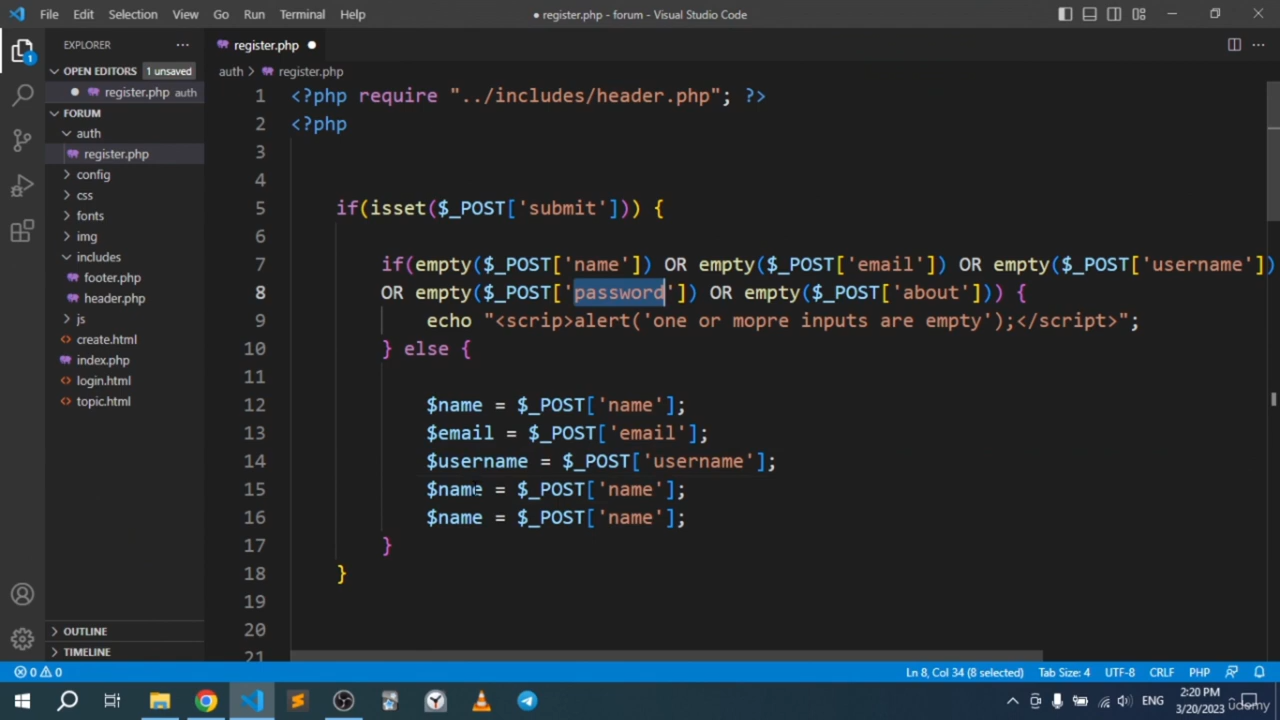 File Edit Selection View Go Run Terminal Help
● register.php - forum - Visual Studio Code
EXPLORER
register.php
OPEN EDITORS 1 unsaved
auth > register.php
register.php auth
FORUM
auth
register.php
config
css
fonts
img
includes
footer.php
header.php
js
create.html
index.php
login.html
topic.html
OUTLINE
TIMELINE
1 <?php require "../includes/header.php"; ?>
2 <?php
3
4
5 if(isset($_POST['submit'])) {
6
7 if(empty($_POST['name']) OR empty($_POST['email']) OR empty($_POST['username'])
8 OR empty($_POST['password']) OR empty($_POST['about'])) {
9 echo "<scrip>alert('one or mopre inputs are empty');</script>";
10 } else {
11
12 $name = $_POST['name'];
13 $email = $_POST['email'];
14 $username = $_POST['username'];
15 $name = $_POST['name'];
16 $name = $_POST['name'];
17 }
18 }
19
20
21
0 0
Ln 8, Col 34 (8 selected) Tab Size: 4 UTF-8 CRLF PHP
1
ENG
2:20 PM
3/20/2023
udemy